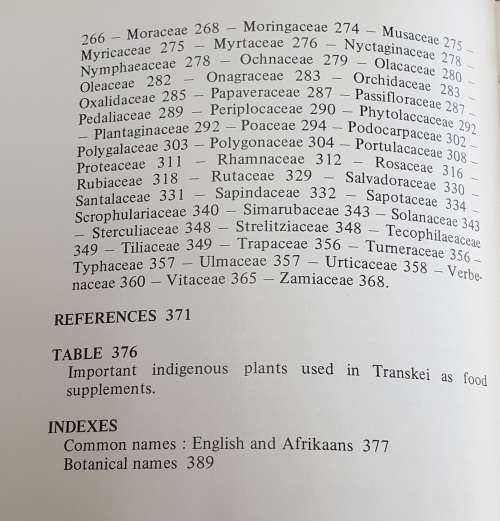 266 — Moraceae 268 — Moringaceae 274 — Musaceae 275 —
Myricaceae 275 — Myrtaceae 276 — Nyctaginaceae 278 —
Nymphaeaceae 278 — Ochnaceae 279 — Olacaceae 280 —
Oleaceae 282 — Onagraceae 283 — Orchidaceae 283 —
Oxalidaceae 285 — Papaveraceae 287 — Passifloraceae 287 —
Pedaliaceae 289 — Periplocaceae 290 — Phytolaccaceae 292
— Plantaginaceae 292 — Poaceae 294 — Podocarpaceae 302 —
Polygalaceae 303 — Polygonaceae 304 — Portulacaceae 308 —
Proteaceae 311 — Rhamnaceae 312 — Rosaceae 316 —
Rubiaceae 318 — Rutaceae 329 — Salvadoraceae 330 —
Santalaceae 331 — Sapindaceae 332 — Sapotaceae 334 —
Scrophulariaceae 340 — Simarubaceae 343 — Solanaceae 343
— Sterculiaceae 348 — Strelitziaceae 348 — Tecophilaeaceae
349 — Tiliaceae 349 — Trapaceae 356 — Turneraceae 356 —
Typhaceae 357 — Ulmaceae 357 — Urticaceae 358 — Verbe-
naceae 360 — Vitaceae 365 — Zamiaceae 368.
REFERENCES 371
TABLE 376
Important indigenous plants used in Transkei as food
supplements.
INDEXES
Common names : English and Afrikaans 377
Botanical names 389